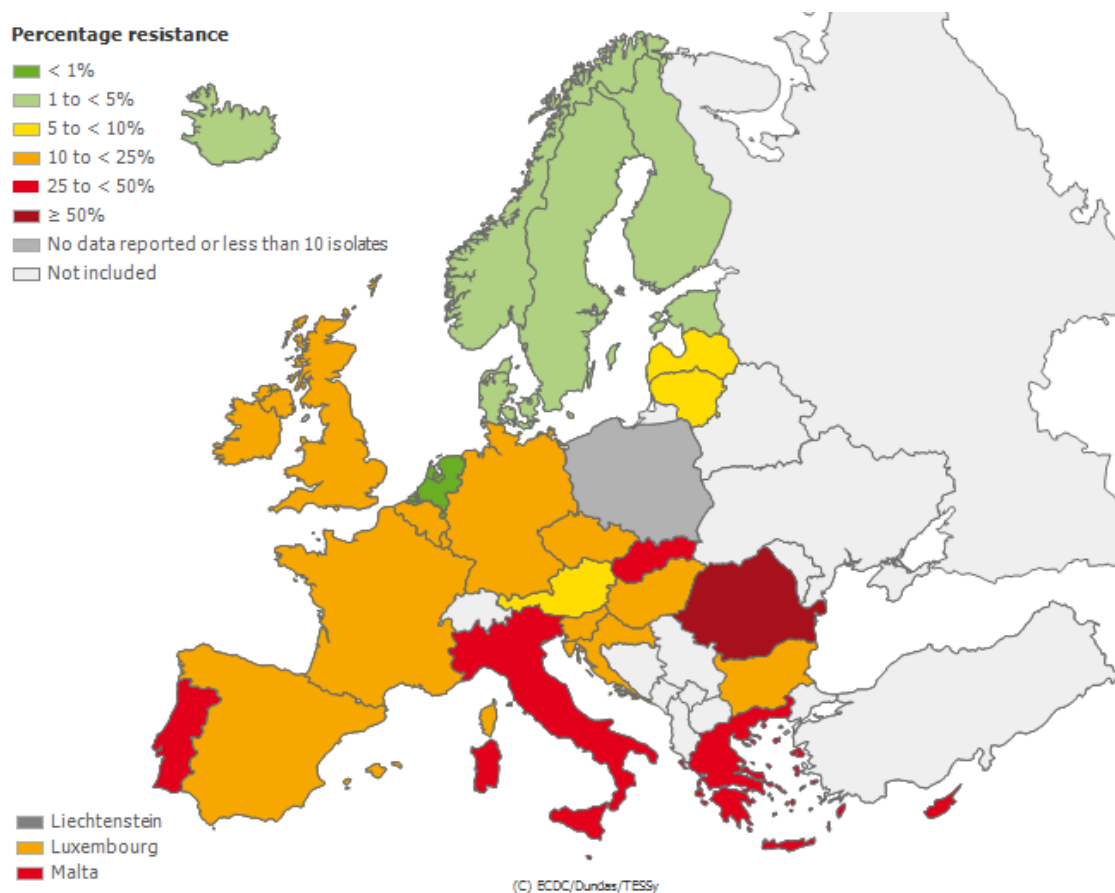 Percentage resistance
< 1%
1 to < 5%
5 to < 10%
10 to < 25%
25 to < 50%
≥ 50%
No data reported or less than 10 isolates
Not included
Liechtenstein
Luxembourg
Malta
(C) ECDC/Dundas/TESSy